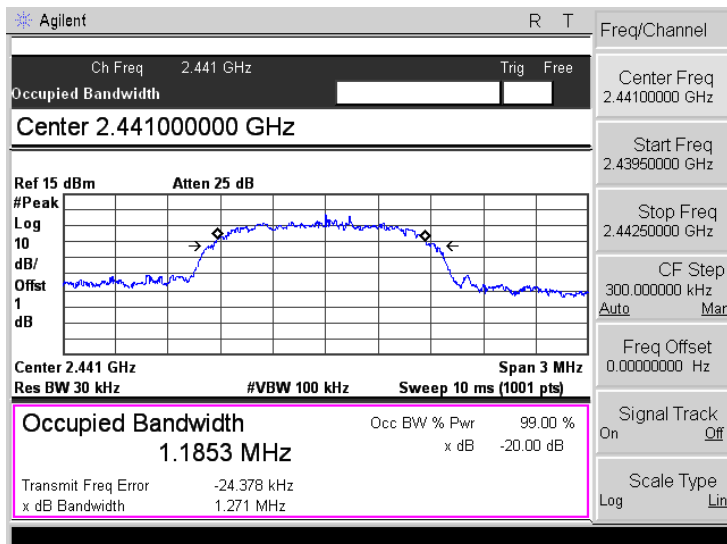 Agilent R T
Freq/Channel
Ch Freq 2.441 GHz Trig Free
Occupied Bandwidth
Center 2.441000000 GHz
Ref 15 dBm Atten 25 dB
#Peak
Log
10
dB/
Offst
1
dB
Center 2.441 GHz Span 3 MHz
Res BW 30 kHz #VBW 100 kHz Sweep 10 ms (1001 pts)
Occupied Bandwidth
1.1853 MHz
Occ BW % Pwr 99.00 %
x dB -20.00 dB
Transmit Freq Error -24.378 kHz
x dB Bandwidth 1.271 MHz
Center Freq
2.44100000 GHz
Start Freq
2.43950000 GHz
Stop Freq
2.44250000 GHz
CF Step
300.000000 kHz
Auto Man
Freq Offset
0.00000000 Hz
Signal Track
On Off
Scale Type
Log Lin